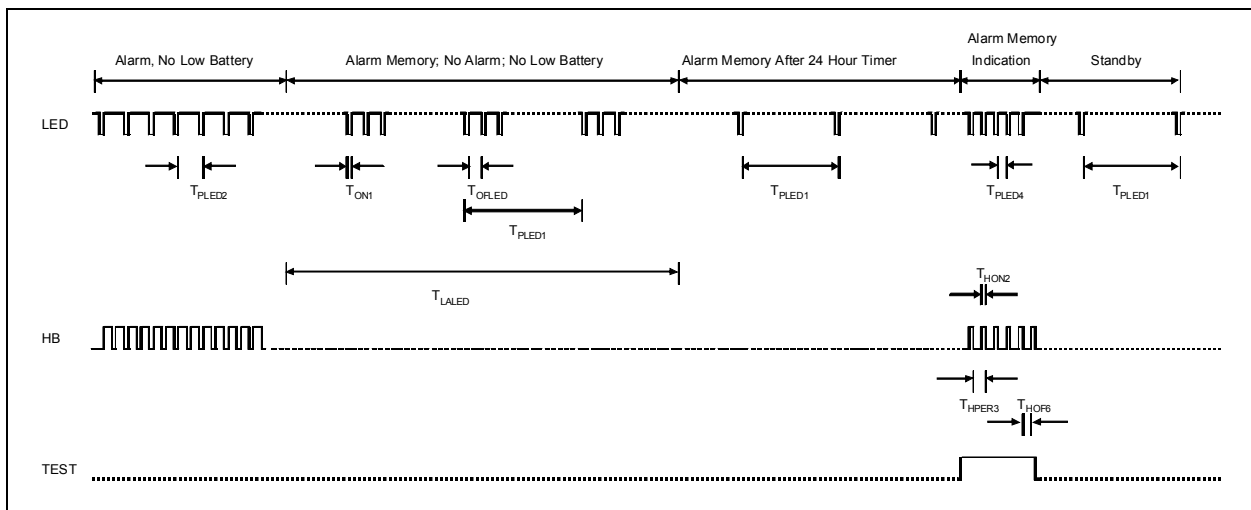 Alarm, No Low Battery
Alarm Memory; No Alarm; No Low Battery
Alarm Memory After 24 Hour Timer
Alarm Memory
Indication
Standby
LED
TPLED2
TON1
TOFLED
TPLED1
TPLED1
TPLED4
TPLED1
TLALED
THON2
HB
THPER3
THOF6
TEST